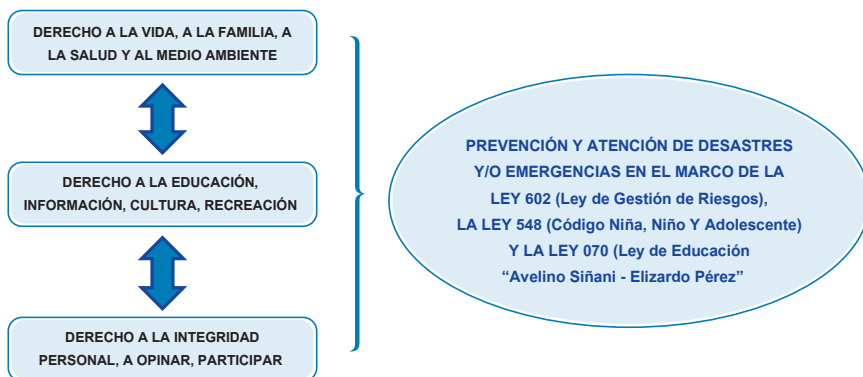 DERECHO A LA VIDA, A LA FAMILIA, A
LA SALUD Y AL MEDIO AMBIENTE
DERECHO A LA EDUCACIÓN,
INFORMACIÓN, CULTURA, RECREACIÓN
DERECHO A LA INTEGRIDAD
PERSONAL, A OPINAR, PARTICIPAR
PREVENCIÓN Y ATENCIÓN DE DESASTRES
Y/O EMERGENCIAS EN EL MARCO DE LA
LEY 602 (Ley de Gestión de Riesgos),
LA LEY 548 (Código Niña, Niño Y Adolescente)
Y LA LEY 070 (Ley de Educación
“Avelino Siñani - Elizardo Pérez”